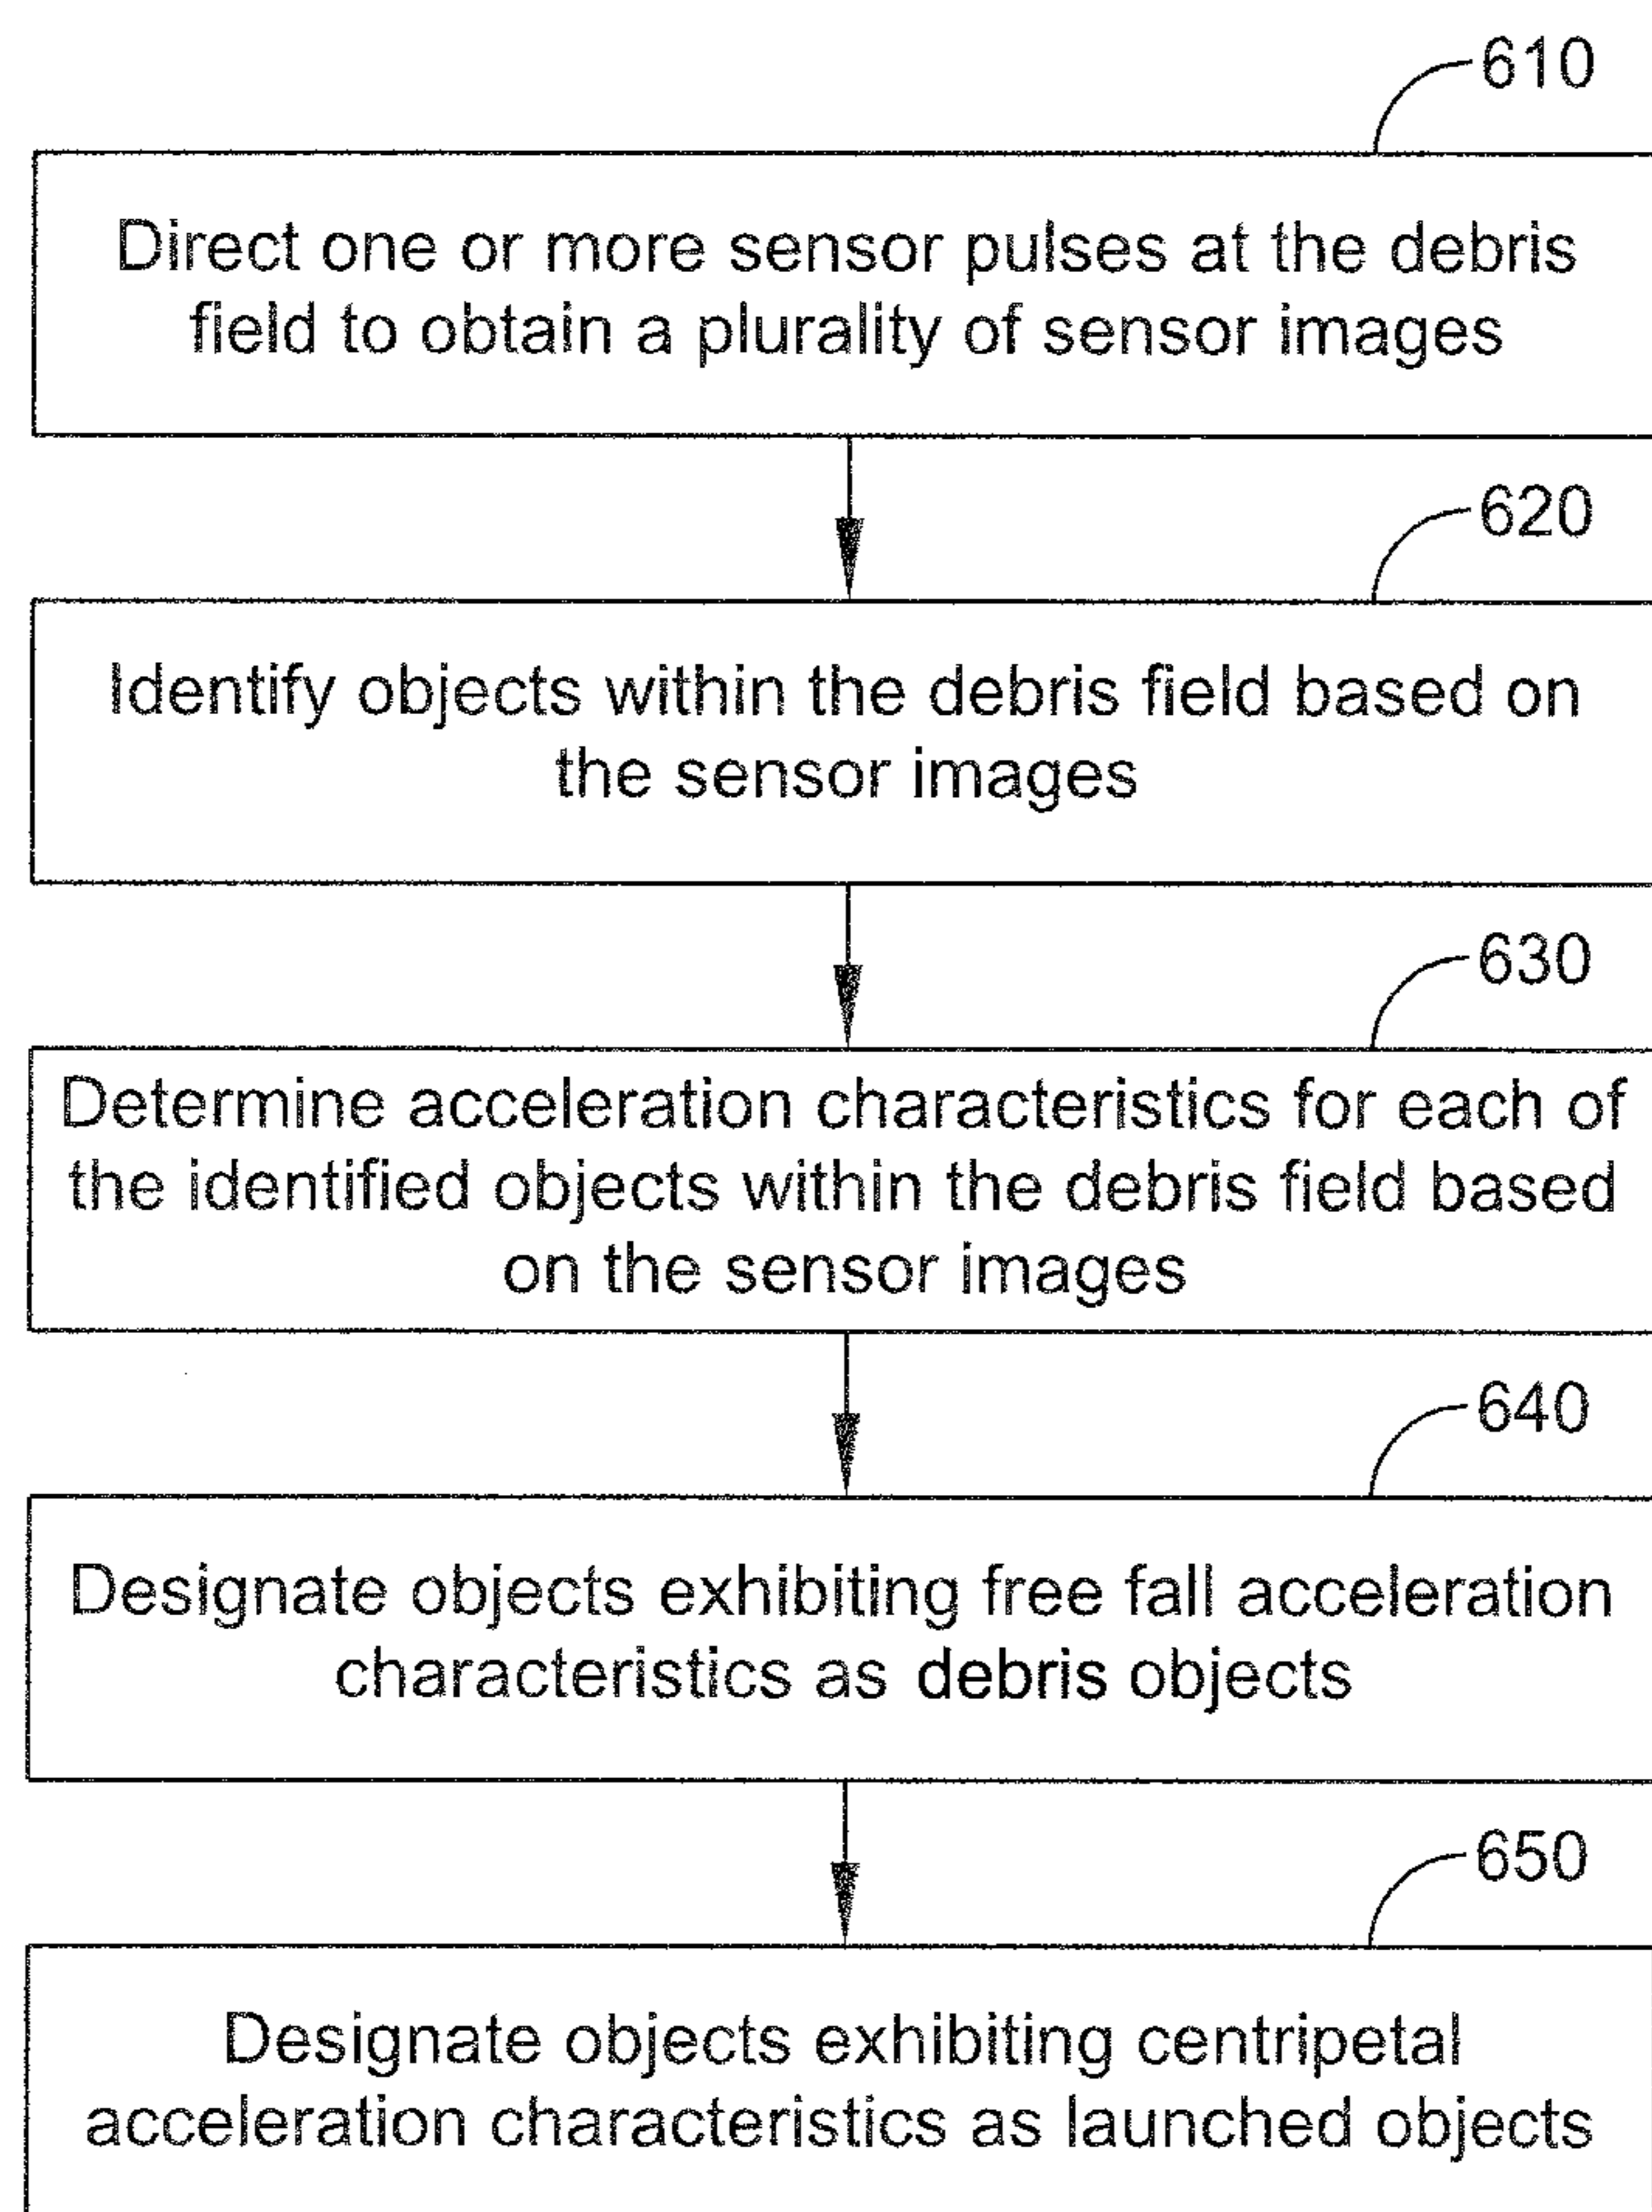 610
Direct one or more sensor pulses at the debris
field to obtain a plurality of sensor images
620
Identify objects within the debris field based on
the sensor images
630
Determine acceleration characteristics for each of
the identified objects within the debris field based
on the sensor images
640
Designate objects exhibiting free fall acceleration
characteristics as debris objects
650
Designate objects exhibiting centripetal
acceleration characteristics as launched objects